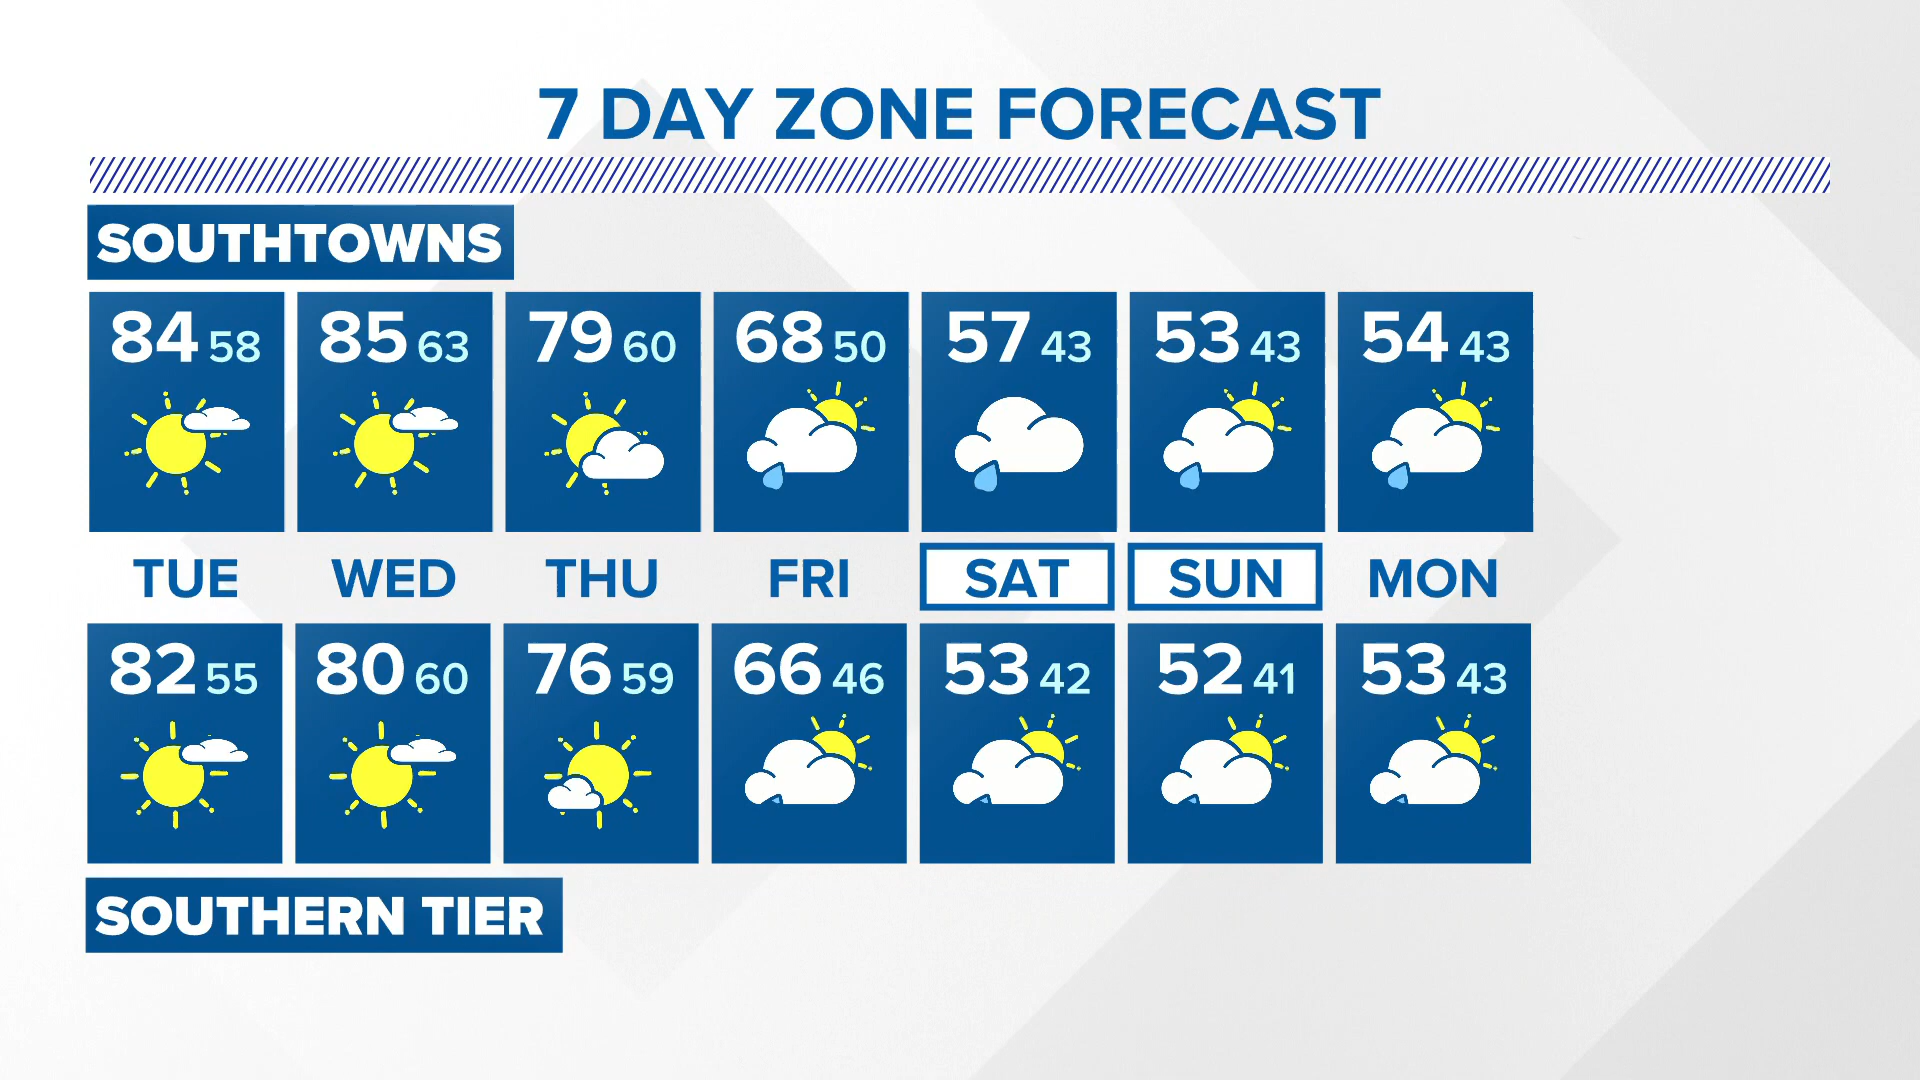 7 DAY ZONE FORECAST
SOUTHTOWNS
84 58 85 63 79 60 68 50 57 43 53 43 54 43
TUE WED THU FRI SAT SUN MON
82 55 80 60 76 59 66 46 53 42 52 41 53 43
SOUTHERN TIER